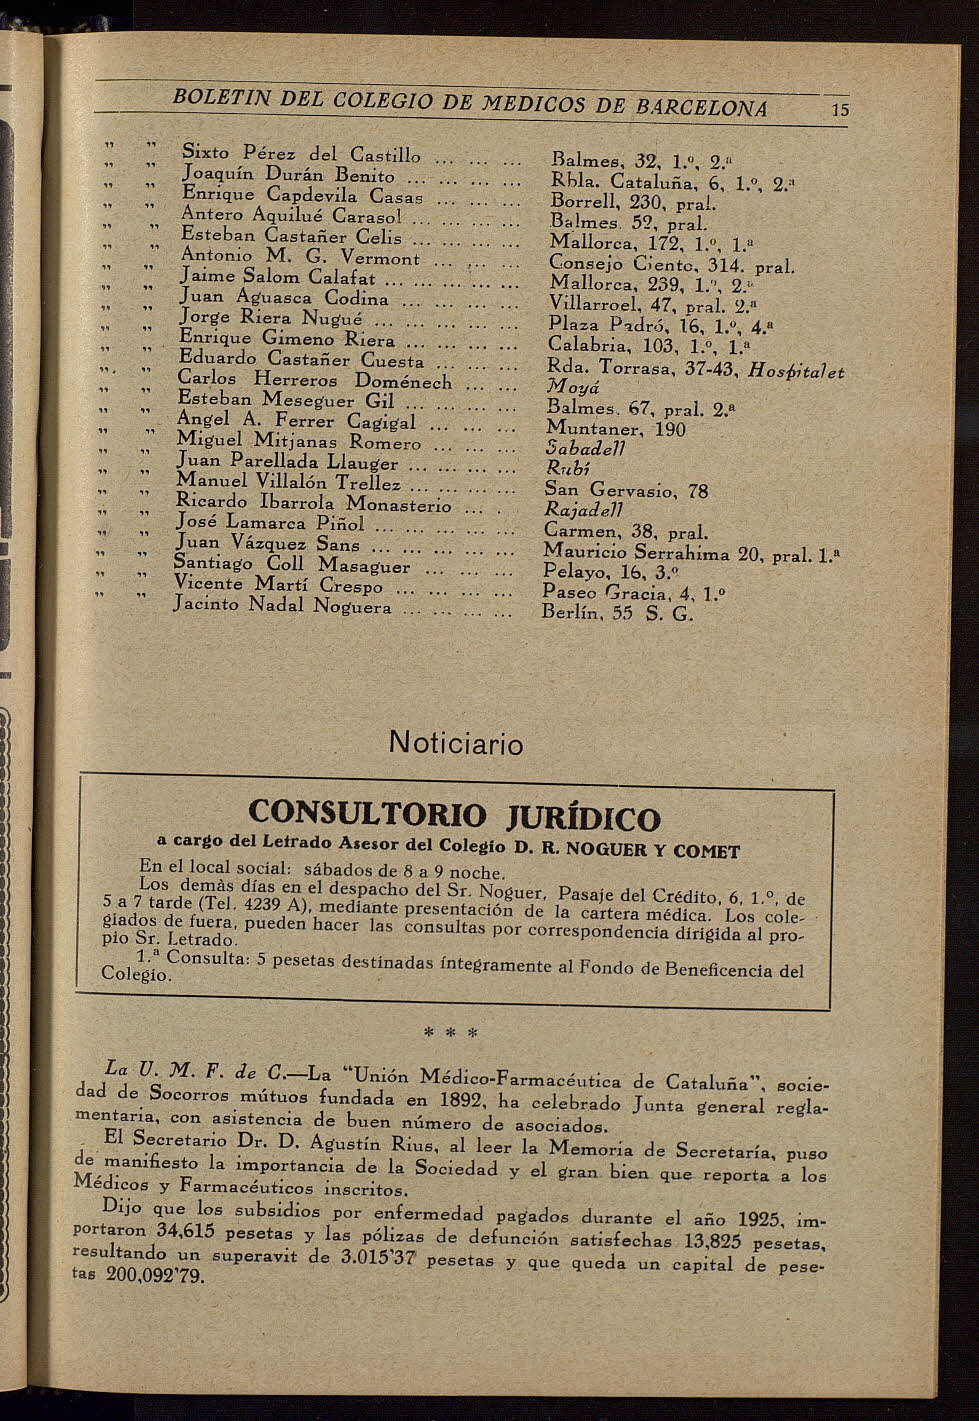 BOLETIN DEL COLEGIO DE MEDICOS DE BARCELONA 15
" " Sixto Pérez del Castillo ... ... ... Balmes, 32, 1.º, 2.ª
" " Joaquín Durán Benito ... ... ... ... Rbla. Cataluña, 6, 1.º, 2.ª
" " Enrique Capdevila Casas ... ... ... Borrell, 230, pral.
" " Antero Aquilué Carasol ... ... ... ... Balmes. 52, pral.
" " Esteban Castañer Celis ... ... ... ... Mallorca, 172, 1.º, 1.ª
" " Antonio M. G. Vermont ... ... ... Consejo Ciento, 314. pral.
" " Jaime Salom Calafat ... ... ... ... ... Mallorca, 239, 1.º, 2.ª
" " Juan Aguasca Codina ... ... ... ... Villarroel, 47, pral. 2.ª
" " Jorge Riera Nugué ... ... ... ... ... Plaza Padró, 16, 1.º, 4.ª
" " Enrique Gimeno Riera ... ... ... ... Calabria, 103, 1.º, 1.ª
" " Eduardo Castañer Cuesta ... ... ... Rda. Torrasa, 37-43, Hospitalet
" " Carlos Herreros Doménech ... ... Moyá
" " Esteban Meseguer Gil ... ... ... ... Balmes. 67, pral. 2.ª
" " Angel A. Ferrer Cagigal ... ... ... Muntaner, 190
" " Miguel Mitjanas Romero ... ... ... Sabadell
" " Juan Parellada Llauger ... ... ... ... Rubí
" " Manuel Villalón Trellez ... ... ... ... San Gervasio, 78
" " Ricardo Ibarrola Monasterio ... . Rajadell
" " José Lamarca Piñol ... ... ... ... ... Carmen, 38, pral.
" " Juan Vázquez Sans ... ... ... ... ... Mauricio Serrahima 20, pral. 1.ª
" " Santiago Coll Masaguer ... ... ... Pelayo, 16, 3.º
" " Vicente Martí Crespo ... ... ... ... Paseo Gracia, 4, 1.º
" " Jacinto Nadal Noguera ... ... ... ... Berlín, 55 S. G.
Noticiario
CONSULTORIO JURÍDICO
a cargo del Letrado Asesor del Colegio D. R. NOGUER Y COMET
En el local social: sábados de 8 a 9 noche.
Los demàs días en el despacho del Sr. Noguer, Pasaje del Crédito, 6, 1.º, de
5 a 7 tarde (Tel. 4239 A), mediante presentación de la cartera médica. Los cole-
giados de fuera, pueden hacer las consultas por correspondencia dirigida al pro-
pio Sr. Letrado.
1.ª Consulta: 5 pesetas destinadas íntegramente al Fondo de Beneficencia del
Colegio.
* * *
La U. M. F. de C.—La "Unión Médico-Farmacéutica de Cataluña", socie-
dad de Socorros mútuos fundada en 1892, ha celebrado Junta general regla-
mentaria, con asistencia de buen número de asociados.
El Secretario Dr. D. Agustín Rius, al leer la Memoria de Secretaría, puso
de manifiesto la importancia de la Sociedad y el gran bien que reporta a los
Médicos y Farmacéuticos inscritos.
Dijo que los subsidios por enfermedad pagados durante el año 1925, im-
portaron 34,615 pesetas y las pólizas de defunción satisfechas 13,825 pesetas,
resultando un superavit de 3.015'37 pesetas y que queda un capital de pese-
tas 200,092'79.